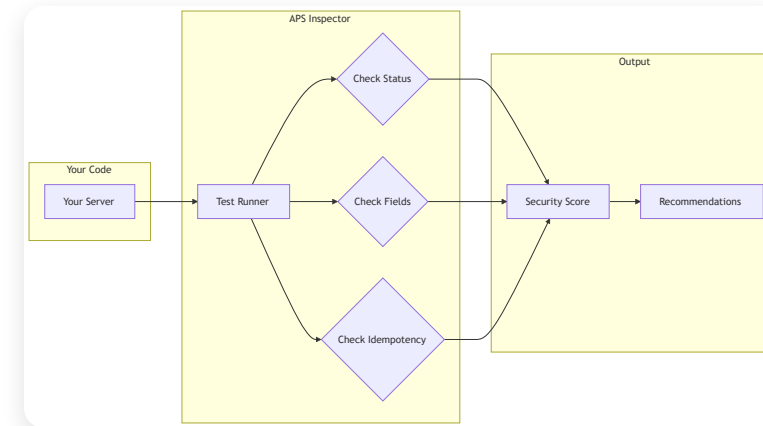 APS Inspector
Check Status
Output
Your Code
Your Server
Test Runner
Check Fields
Security Score
Recommendations
Check Idempotency